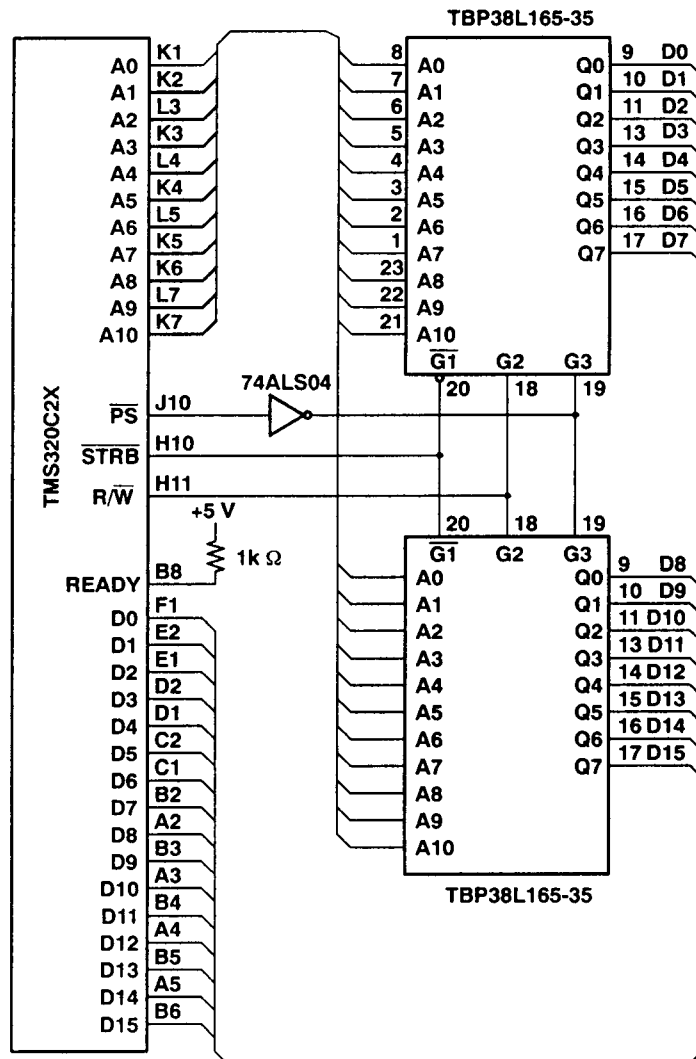 TBP38L165-35
A0 K1
A1 K2
A2 L3
A3 K3
A4 L4
A5 K4
A6 L5
A7 K5
A8 K6
A9 L7
A10 K7
8 A0 Q0 9 D0
7 A1 Q1 10 D1
6 A2 Q2 11 D2
5 A3 Q3 13 D3
4 A4 Q4 14 D4
3 A5 Q5 15 D5
2 A6 Q6 16 D6
1 A7 Q7 17 D7
23 A8
22 A9
21 A10
G1 G2 G3
20 18 19
74ALS04
TMS320C2X
PS J10
STRB H10
R/W H11
+5 V
1k Ω
READY B8
D0 F1
D1 E2
D2 E1
D3 D2
D4 D1
D5 C2
D6 C1
D7 B2
D8 A2
D9 B3
D10 A3
D11 B4
D12 A4
D13 B5
D14 A5
D15 B6
20 18 19
G1 G2 G3
A0 Q0 9 D8
A1 Q1 10 D9
A2 Q2 11 D10
A3 Q3 13 D11
A4 Q4 14 D12
A5 Q5 15 D13
A6 Q6 16 D14
A7 Q7 17 D15
A8
A9
A10
TBP38L165-35